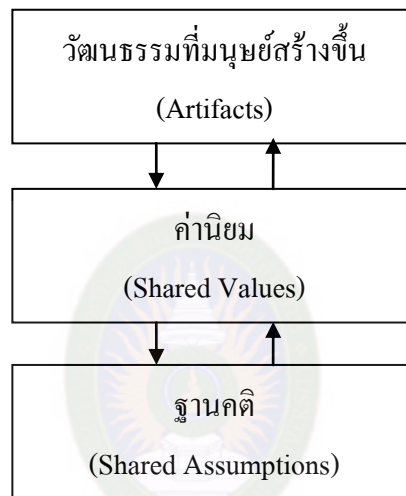 วัฒนธรรมที่มนุษย์สร้างขึ้น
(Artifacts)
ค่านิยม
(Shared Values)
ฐานคติ
(Shared Assumptions)